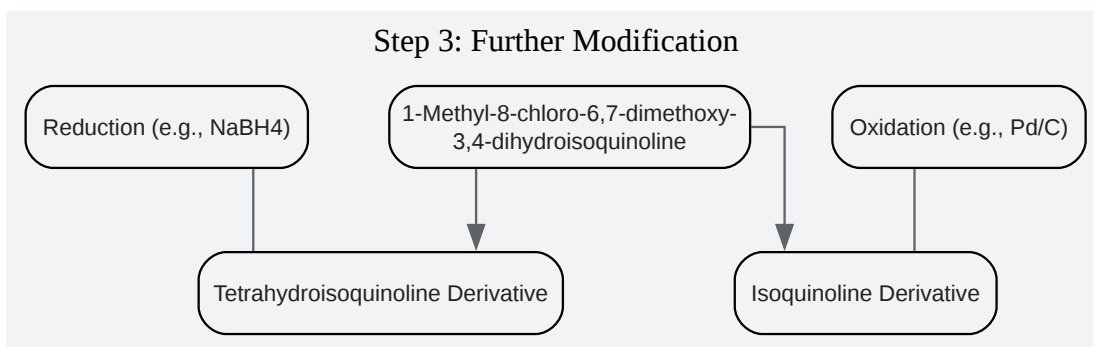 Step 3: Further Modification
Reduction (e.g., NaBH4)
1-Methyl-8-chloro-6,7-dimethoxy-
3,4-dihydroisoquinoline
Oxidation (e.g., Pd/C)
Tetrahydroisoquinoline Derivative
Isoquinoline Derivative